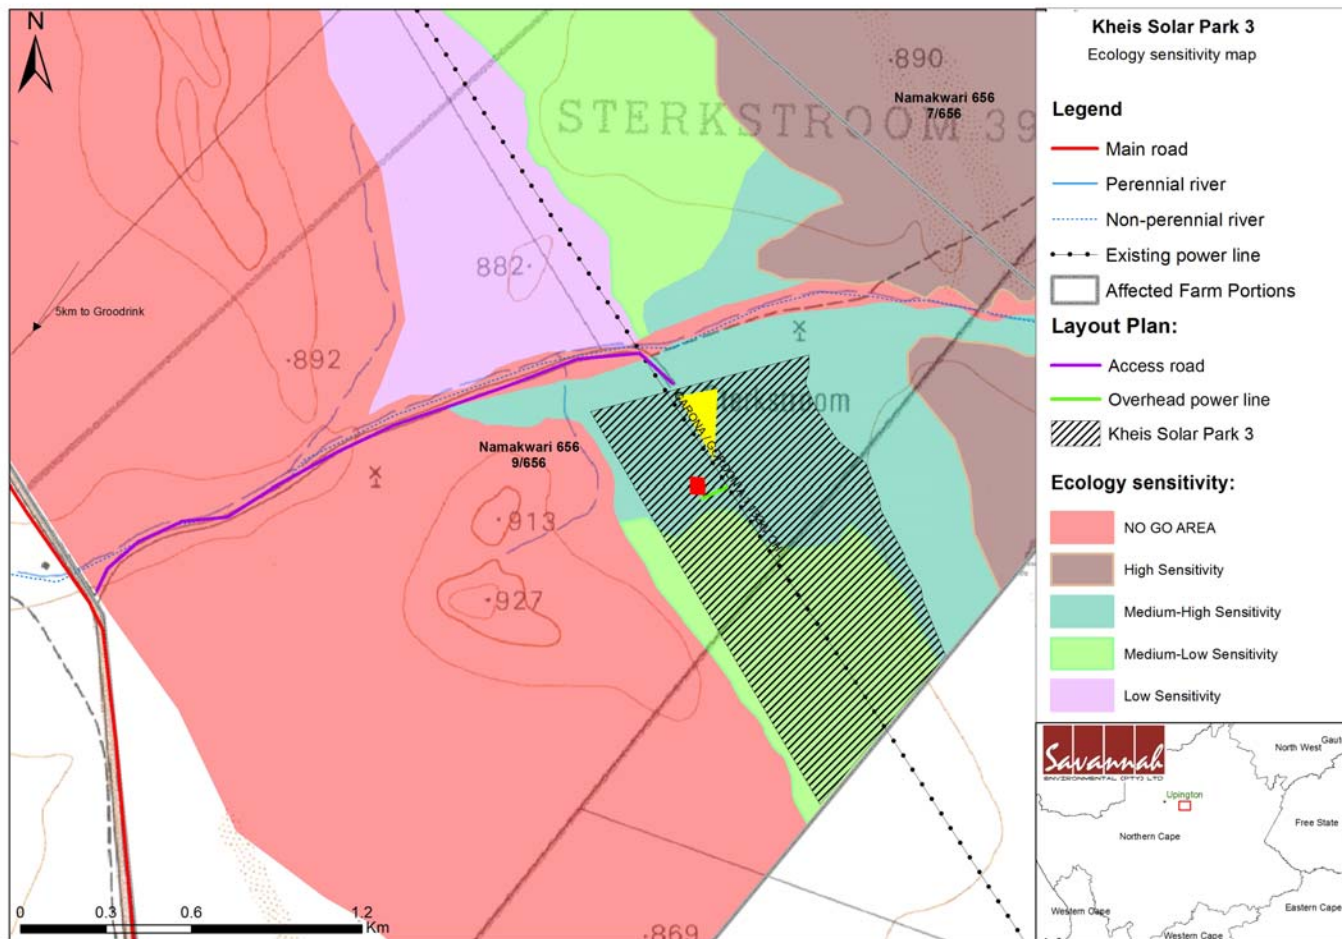 N
890
Namakwari 656
7/656
STERKSTROOM 39
882
5km to Groodrink
892
Namakwari 656
9/656
913
927
869
0 0.3 0.6 1.2
Km
Kheis Solar Park 3
Ecology sensitivity map
Legend
Main road
Perennial river
Non-perennial river
Existing power line
Affected Farm Portions
Layout Plan:
Access road
Overhead power line
Kheis Solar Park 3
Ecology sensitivity:
NO GO AREA
High Sensitivity
Medium-High Sensitivity
Medium-Low Sensitivity
Low Sensitivity
Savannah
ENVIRONMENTAL (PTY) LTD
North West
Gaut
Upington
Northern Cape
Free State
Western Cape
Eastern Cape
Western Cape